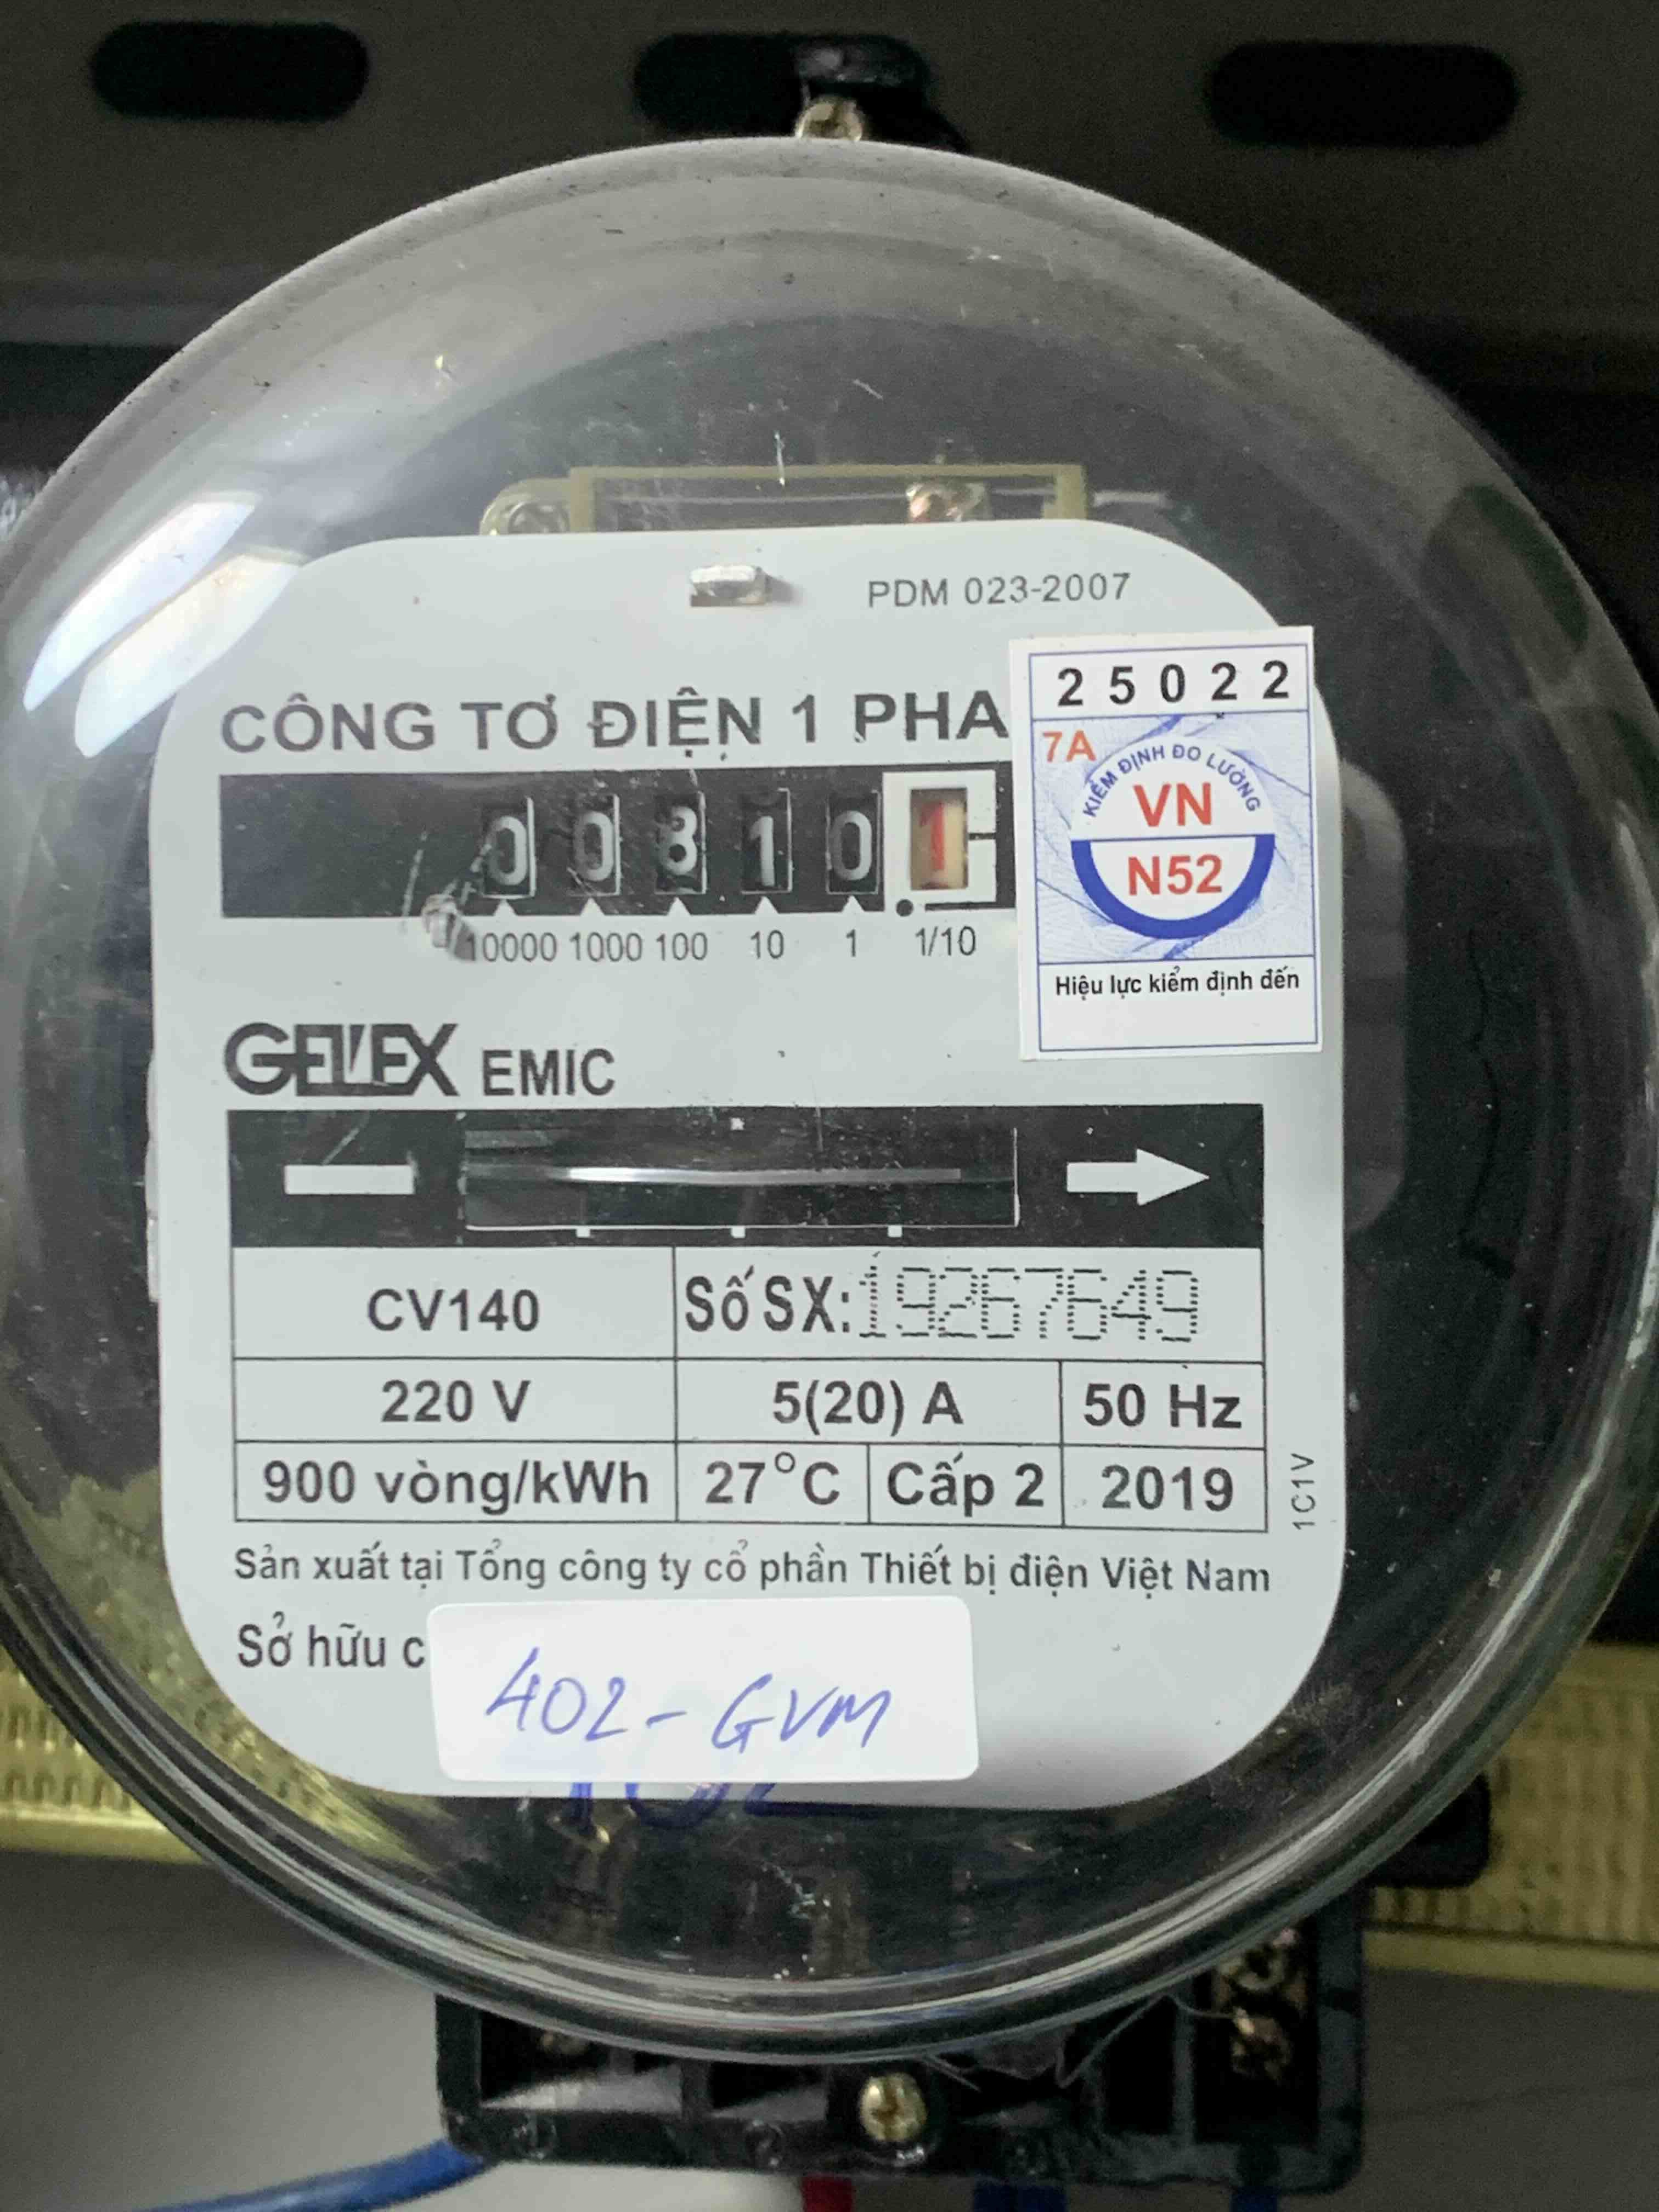 PDM 023-2007
25022
7A
KIỂM ĐỊNH ĐO LƯỜNG
VN
N52
Hiệu lực kiểm định đến
CÔNG TƠ ĐIỆN 1 PHA
0 0 8 1 0 1
10000 1000 100 10 1 1/10
GELEX EMIC
CV140 Số SX: 19267649
220 V 5(20) A 50 Hz
900 vòng/kWh 27°C Cấp 2 2019
1C1V
Sản xuất tại Tổng công ty cổ phần Thiết bị điện Việt Nam
Sở hữu c
402-GVM